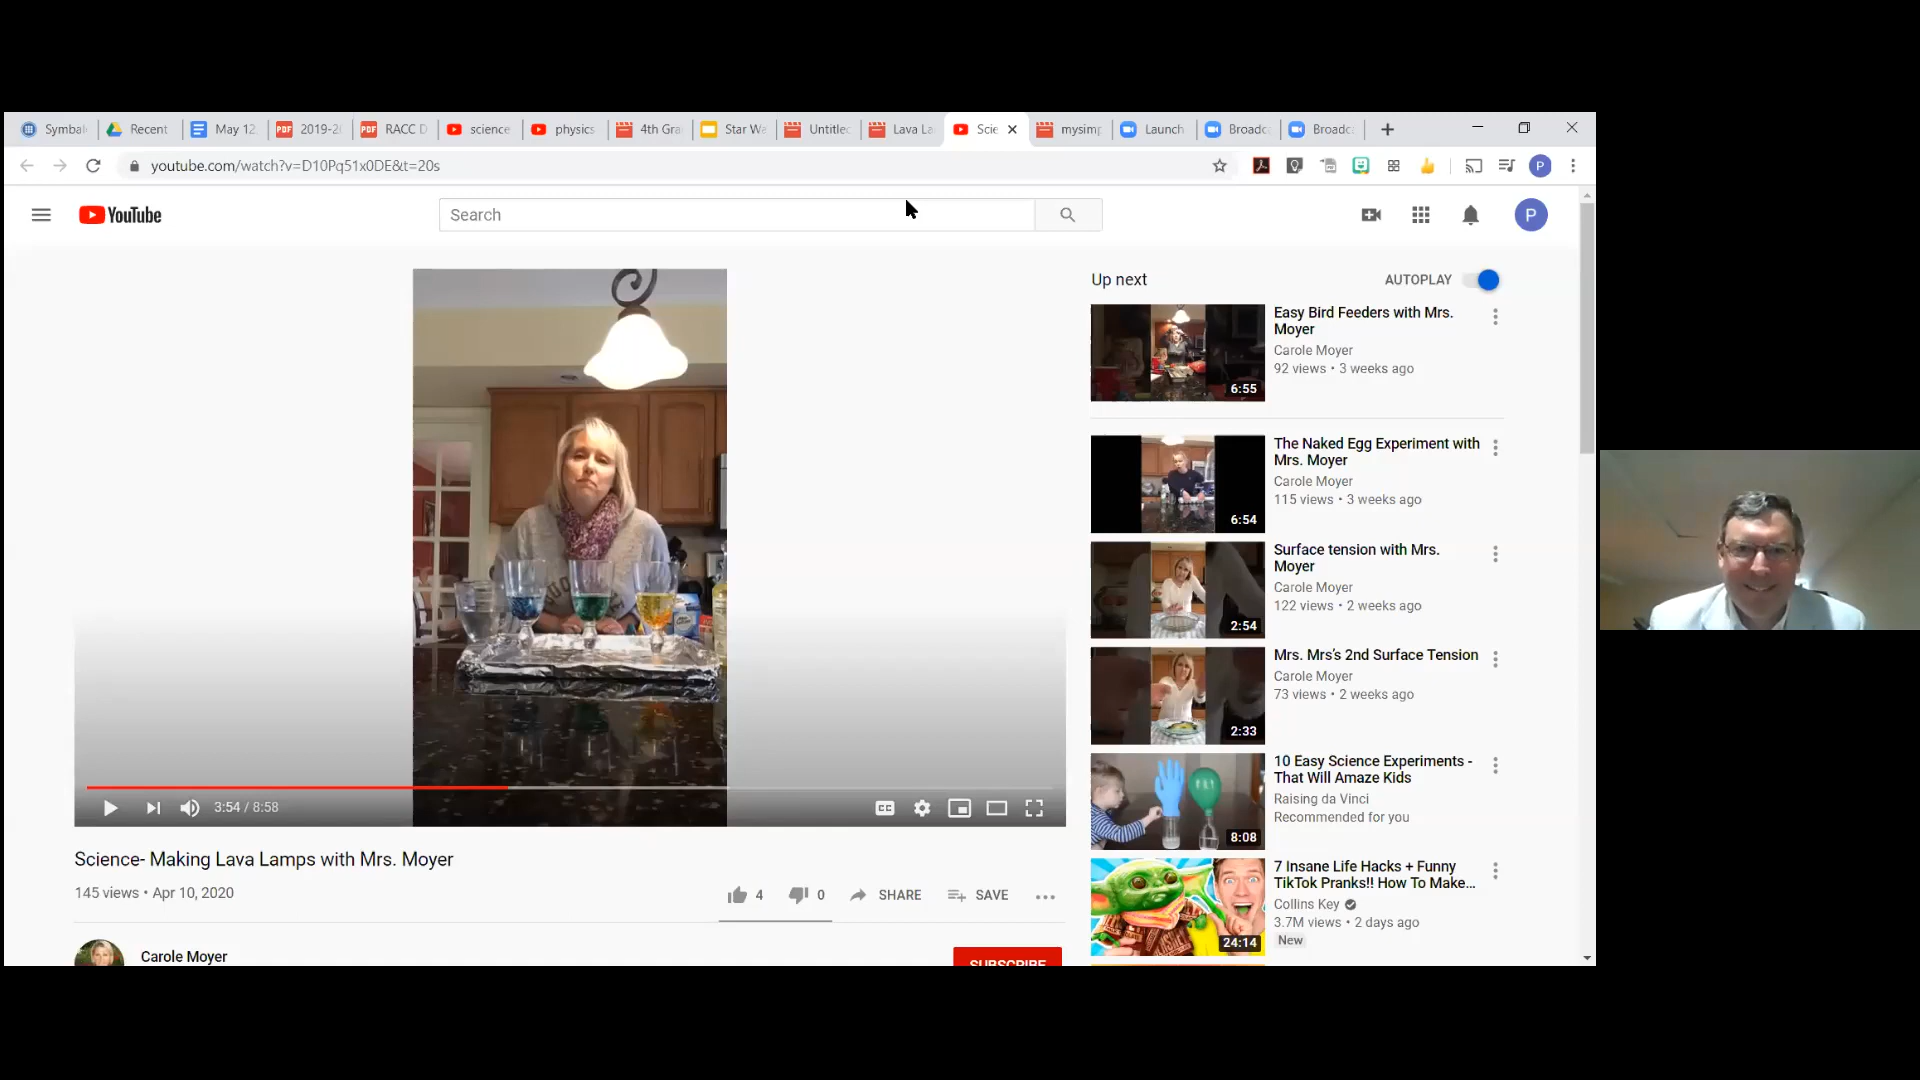 Symbal
Recent
May 12,
2019-2
RACC D
science
physics
4th Gra
Star Wa
Untitlec
Lava La
Scie
mysimp
Launch
Broadc
Broadc
youtube.com/watch?v=D10Pq51x0DE&t=20s
P
YouTube
Search
P
Up next
AUTOPLAY
Easy Bird Feeders with Mrs.
Moyer
Carole Moyer
92 views • 3 weeks ago
6:55
The Naked Egg Experiment with
Mrs. Moyer
Carole Moyer
115 views • 3 weeks ago
6:54
Surface tension with Mrs.
Moyer
Carole Moyer
122 views • 2 weeks ago
2:54
Mrs. Mrs's 2nd Surface Tension
Carole Moyer
73 views • 2 weeks ago
2:33
10 Easy Science Experiments -
That Will Amaze Kids
Raising da Vinci
Recommended for you
8:08
7 Insane Life Hacks + Funny
TikTok Pranks!! How To Make...
Collins Key
3.7M views • 2 days ago
New
24:14
3:54 / 8:58
CC
Science- Making Lava Lamps with Mrs. Moyer
145 views • Apr 10, 2020
4
0
SHARE
SAVE
Carole Moyer
SUBSCRIBE